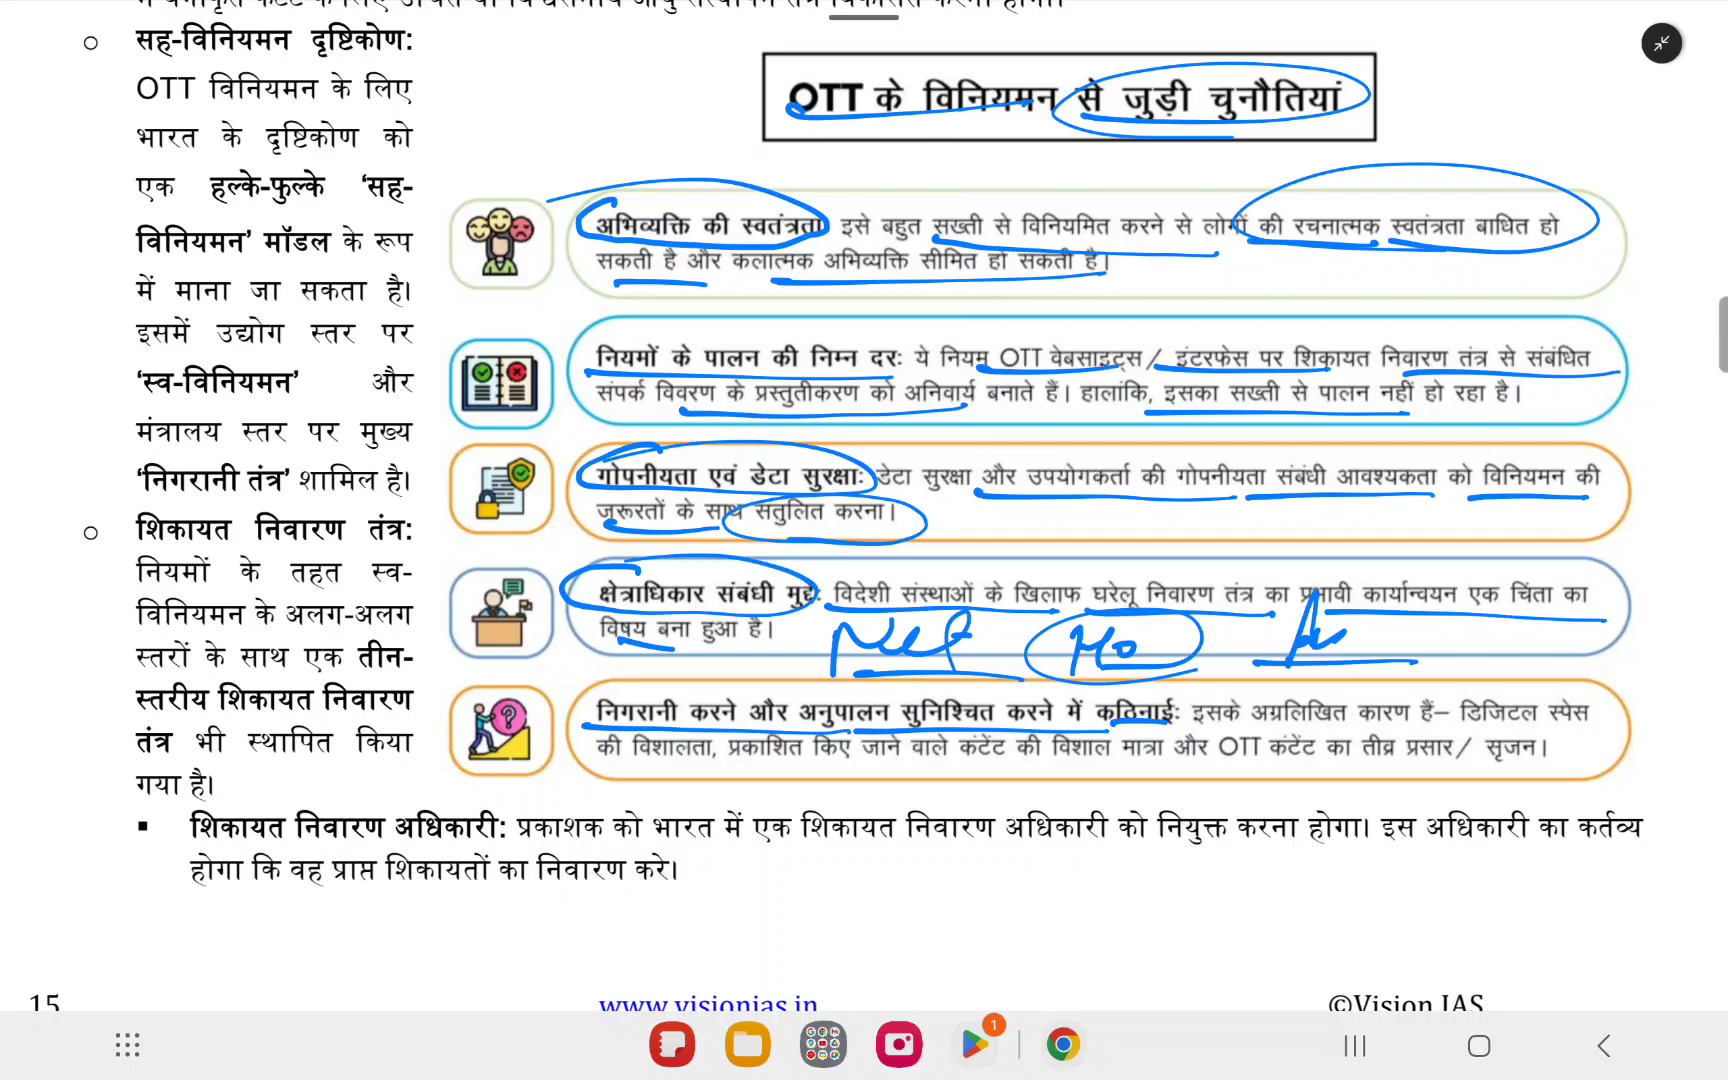 सह-विनियमन दृष्टिकोण:
OTT विनियमन के लिए
भारत के दृष्टिकोण को
एक हल्के-फुल्के ‘सह-
विनियमन’ मॉडल के रूप
में माना जा सकता है।
इसमें उद्योग स्तर पर
‘स्व-विनियमन’ और
मंत्रालय स्तर पर मुख्य
‘निगरानी तंत्र’ शामिल है।
शिकायत निवारण तंत्र:
नियमों के तहत स्व-
विनियमन के अलग-अलग
स्तरों के साथ एक तीन-
स्तरीय शिकायत निवारण
तंत्र भी स्थापित किया
गया है।
OTT के विनियमन से जुड़ी चुनौतियां
अभिव्यक्ति की स्वतंत्रता इसे बहुत सख्ती से विनियमित करने से लोगों की रचनात्मक स्वतंत्रता बाधित हो
सकती है और कलात्मक अभिव्यक्ति सीमित हो सकती है।
नियमों के पालन की निम्न दरः ये नियम OTT वेबसाइट्स/ इंटरफेस पर शिकायत निवारण तंत्र से संबंधित
संपर्क विवरण के प्रस्तुतीकरण को अनिवार्य बनाते हैं। हालांकि, इसका सख्ती से पालन नहीं हो रहा है।
गोपनीयता एवं डेटा सुरक्षाः डेटा सुरक्षा और उपयोगकर्ता की गोपनीयता संबंधी आवश्यकता को विनियमन की
जरूरतों के साथ संतुलित करना।
क्षेत्राधिकार संबंधी मुद्देः विदेशी संस्थाओं के खिलाफ घरेलू निवारण तंत्र का प्रभावी कार्यान्वयन एक चिंता का
विषय बना हुआ है।
निगरानी करने और अनुपालन सुनिश्चित करने में कठिनाईः इसके अग्रलिखित कारण हैं– डिजिटल स्पेस
की विशालता, प्रकाशित किए जाने वाले कंटेंट की विशाल मात्रा और OTT कंटेंट का तीव्र प्रसार/ सृजन।
शिकायत निवारण अधिकारी: प्रकाशक को भारत में एक शिकायत निवारण अधिकारी को नियुक्त करना होगा। इस अधिकारी का कर्तव्य
होगा कि वह प्राप्त शिकायतों का निवारण करे।
15 www.visionias.in ©Vision IAS
1